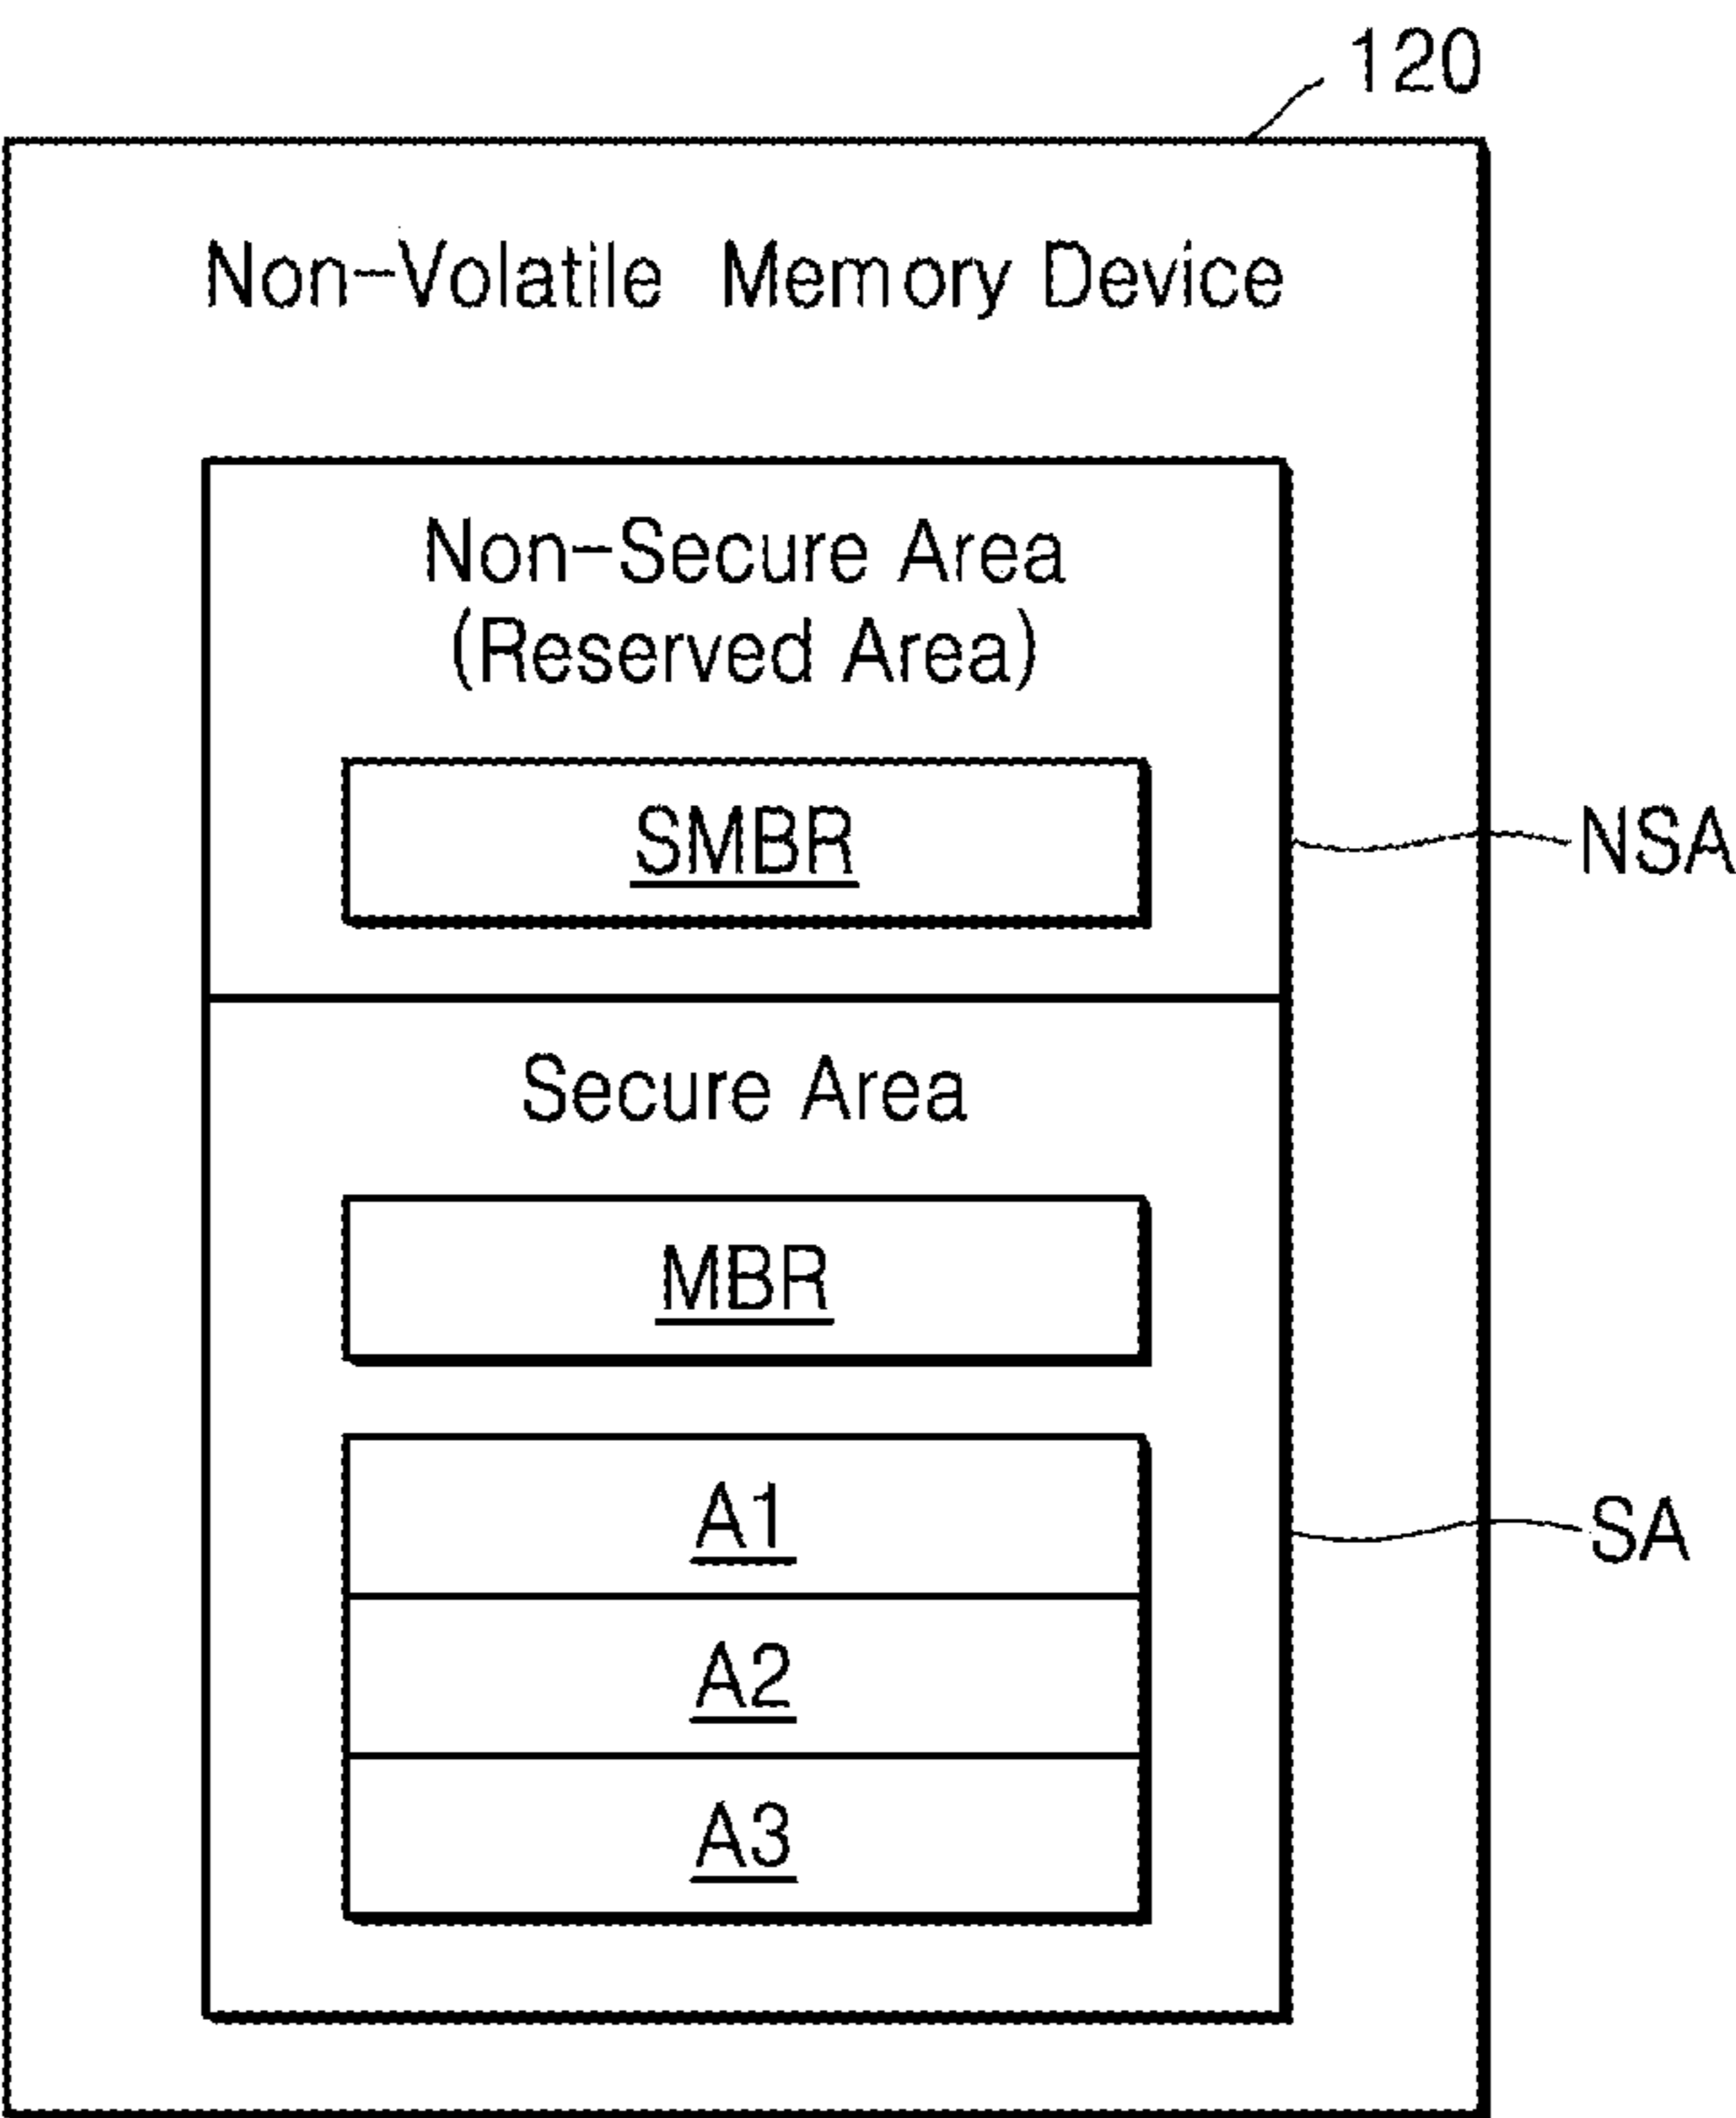 120
Non-Volatile Memory Device
Non-Secure Area
(Reserved Area)
SMBR
NSA
Secure Area
MBR
A1
SA
A2
A3